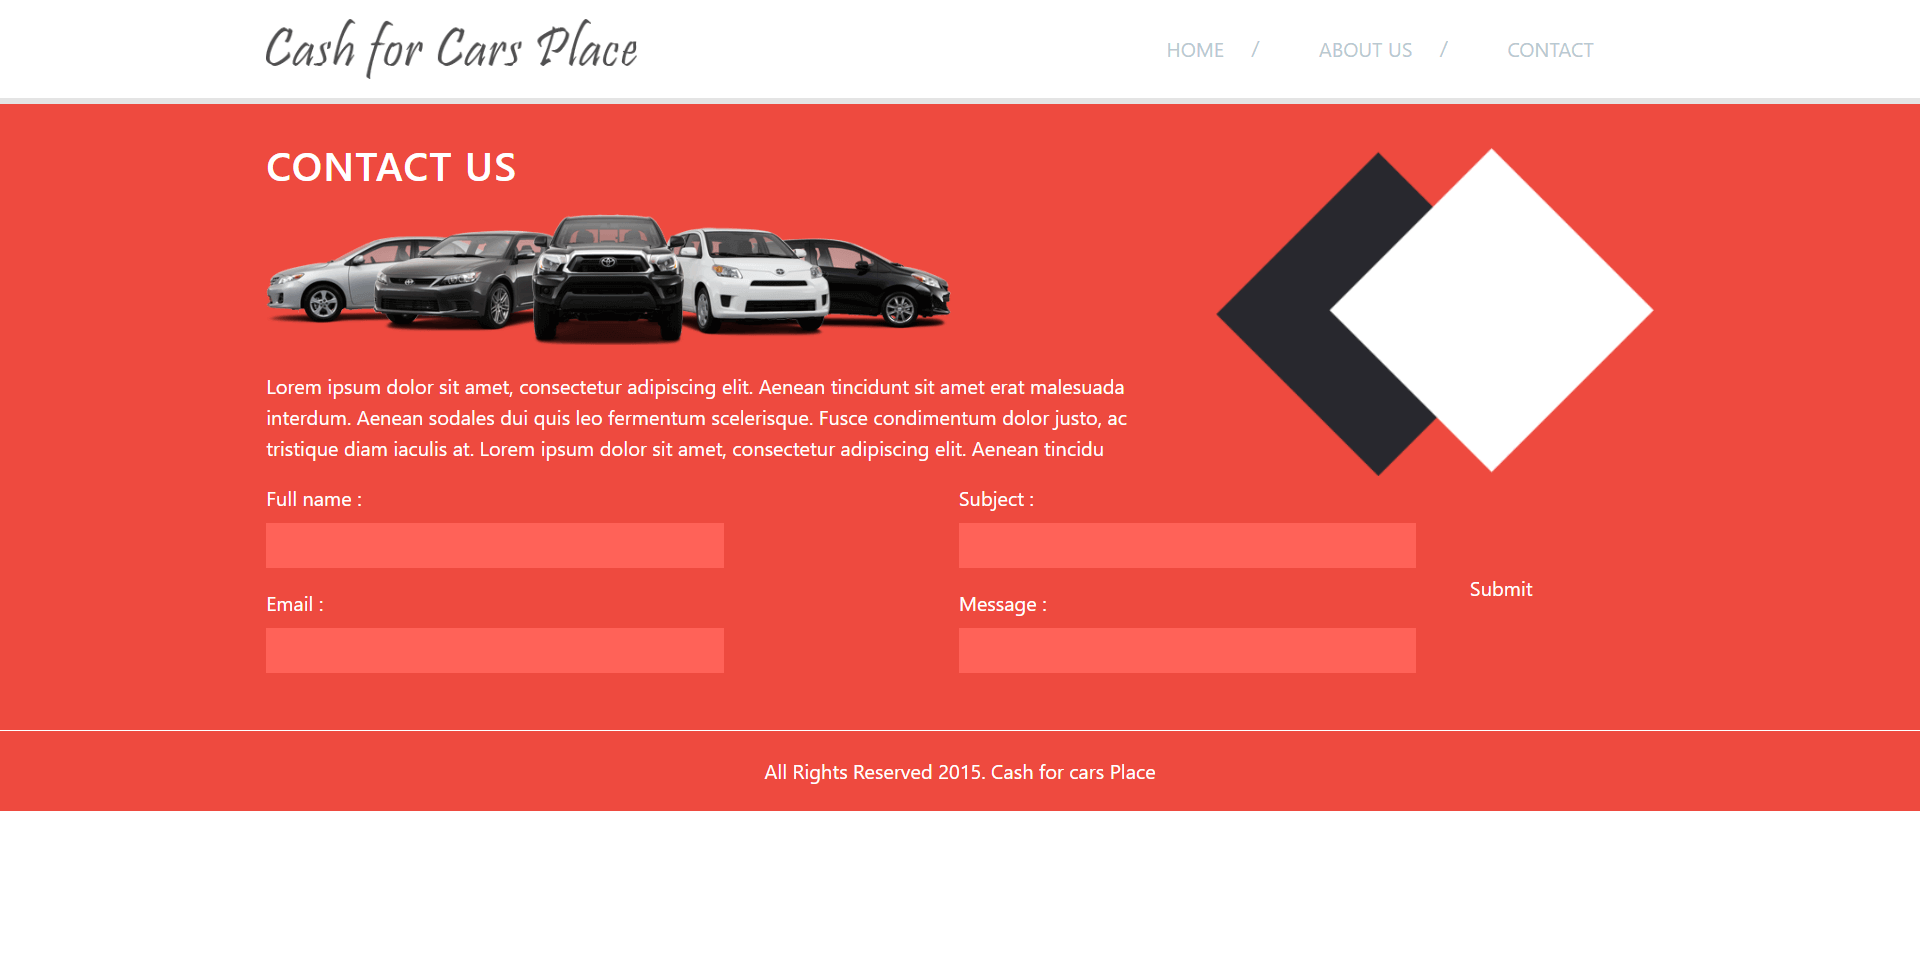 Cash for Cars Place
HOME / ABOUT US / CONTACT
CONTACT US
Lorem ipsum dolor sit amet, consectetur adipiscing elit. Aenean tincidunt sit amet erat malesuada
interdum. Aenean sodales dui quis leo fermentum scelerisque. Fusce condimentum dolor justo, ac
tristique diam iaculis at. Lorem ipsum dolor sit amet, consectetur adipiscing elit. Aenean tincidu
Full name :
Subject :
Email :
Message :
Submit
All Rights Reserved 2015. Cash for cars Place